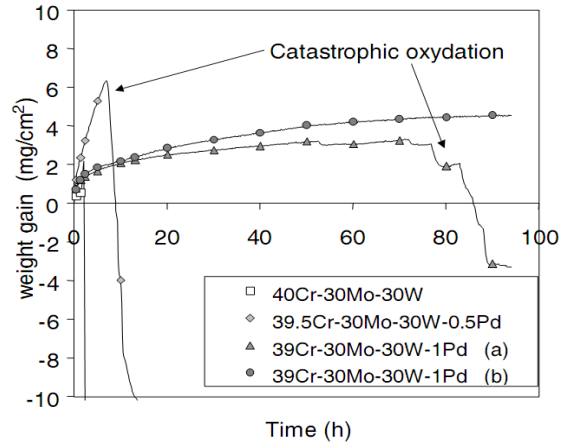 Catastrophic oxydation
weight gain (mg/cm²)
10
8
6
4
2
0
-2
-4
-6
-8
-10
0
20
40
60
80
100
40Cr-30Mo-30W
39.5Cr-30Mo-30W-0.5Pd
39Cr-30Mo-30W-1Pd (a)
39Cr-30Mo-30W-1Pd (b)
Time (h)